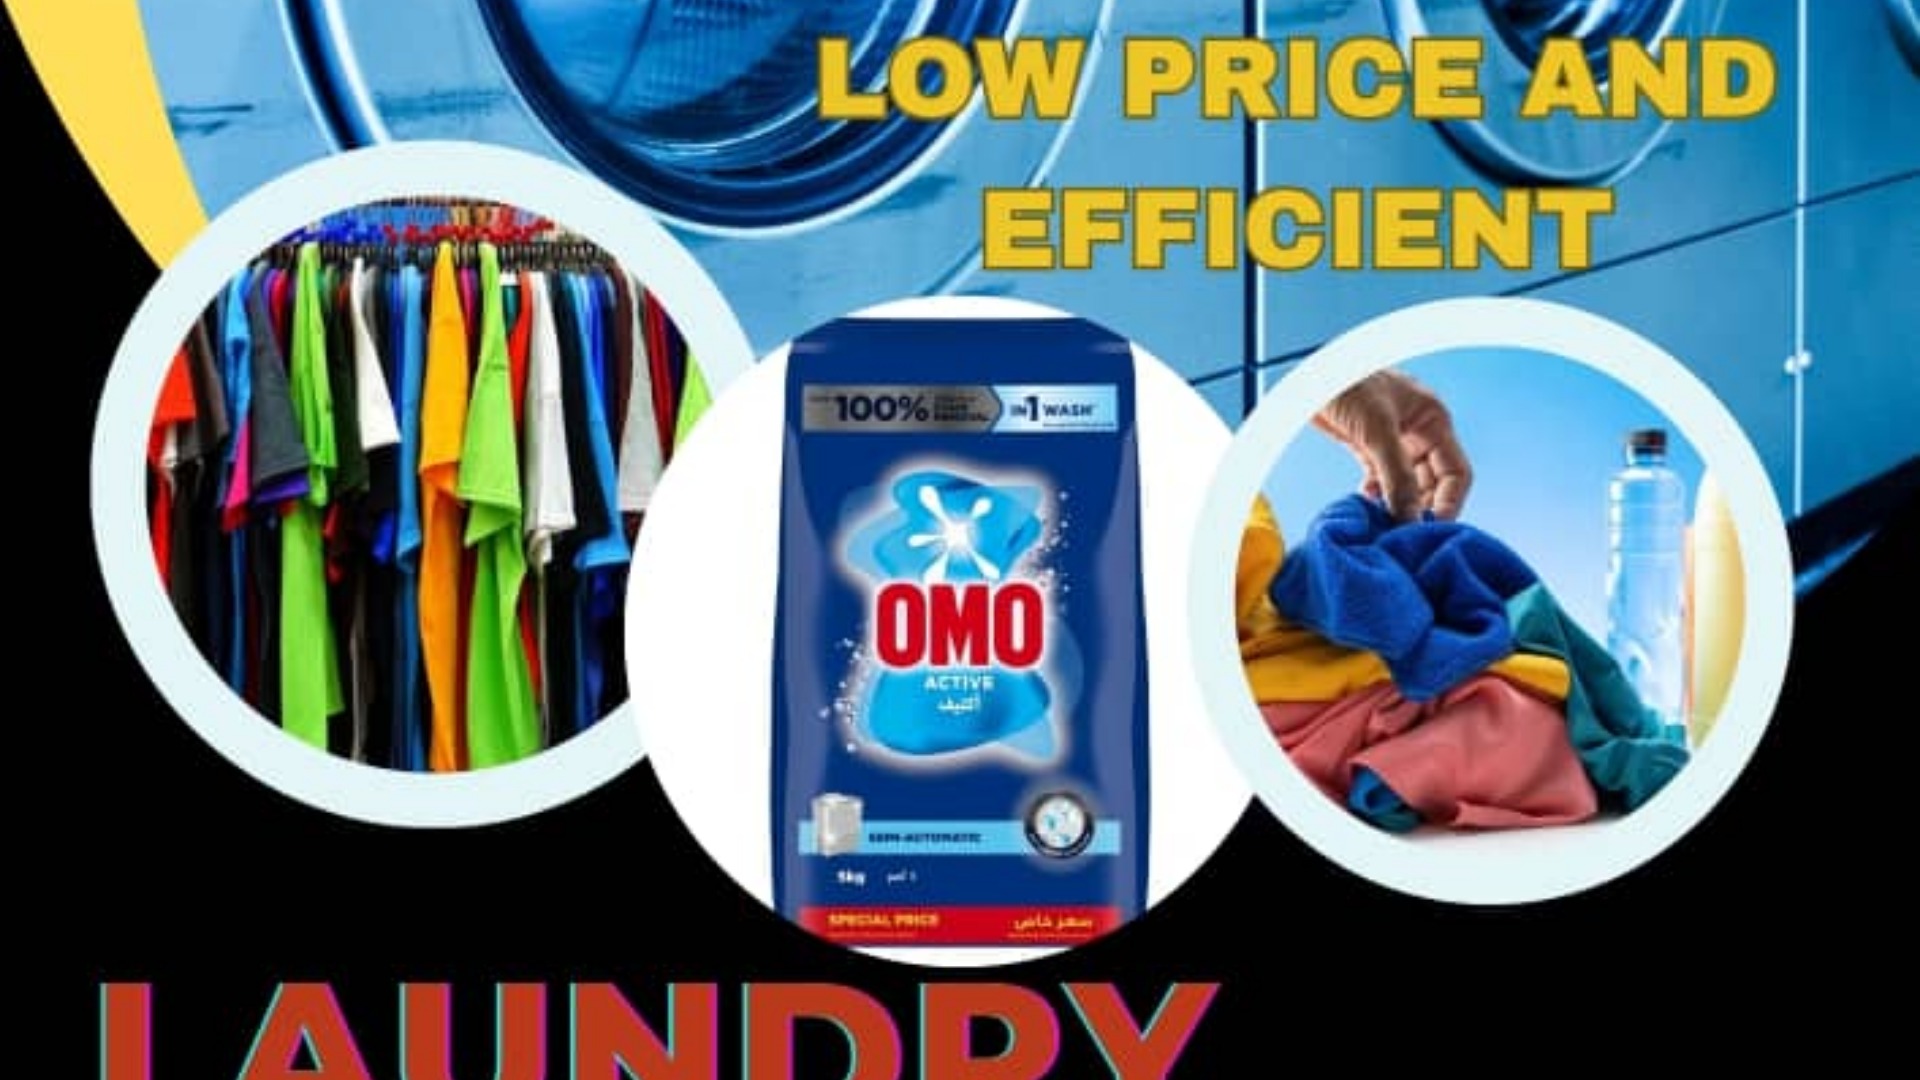 LOW PRICE AND
EFFICIENT
100%
IN 1 WASH
OMO
ACTIVE
أكتيف
SEMI-AUTOMATIC
5kg
SPECIAL PRICE سعر خاص
LAUNDRY